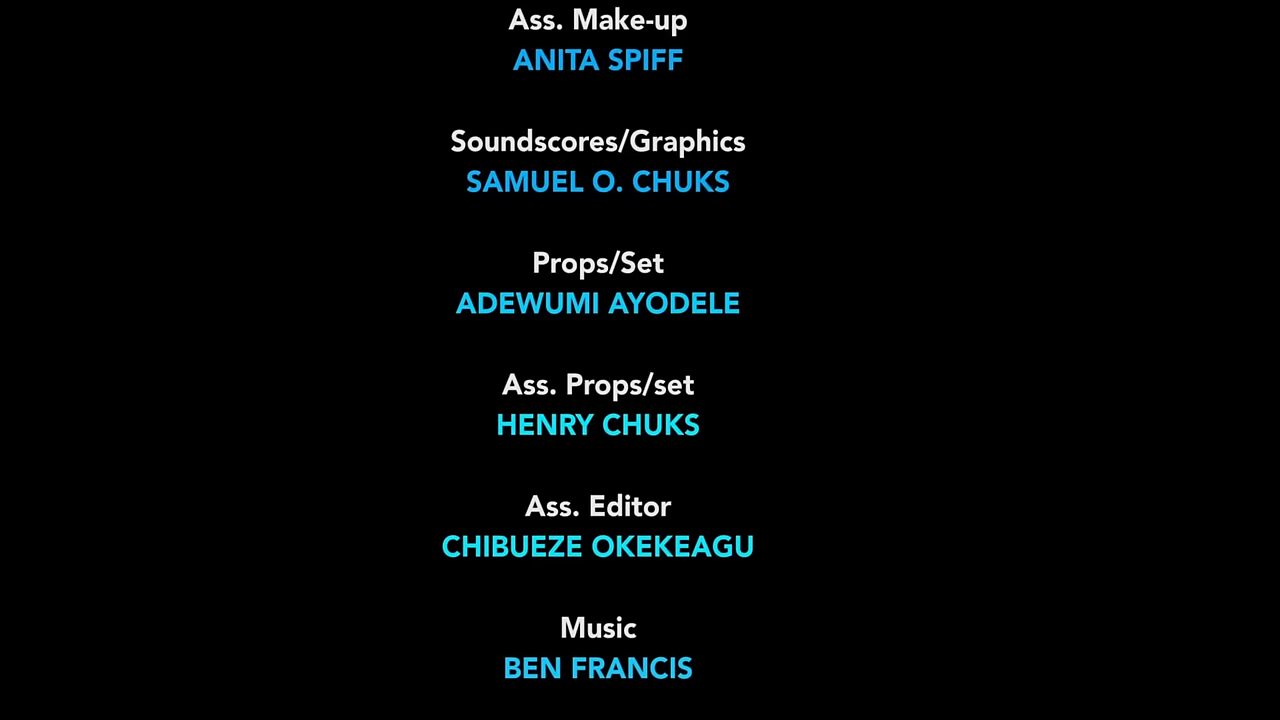 Ass. Make-up
ANITA SPIFF
Soundscores/Graphics
SAMUEL O. CHUKS
Props/Set
ADEWUMI AYODELE
Ass. Props/set
HENRY CHUKS
Ass. Editor
CHIBUEZE OKEKEAGU
Music
BEN FRANCIS